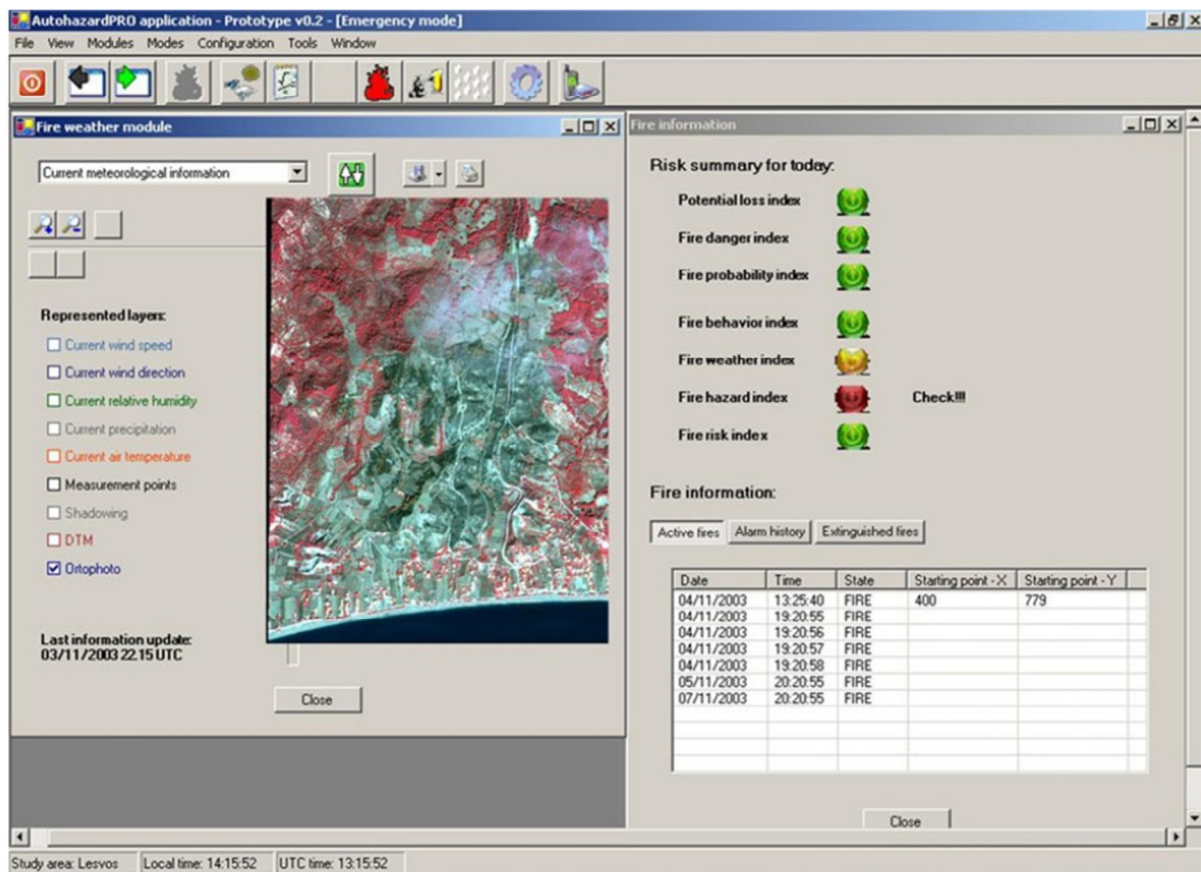 AutohazardPRO application - Prototype v0.2 - [Emergency mode]
File View Modules Modes Configuration Tools Window
Fire weather module
Current meteorological information
Represented layers:
Current wind speed
Current wind direction
Current relative humidity
Current precipitation
Current air temperature
Measurement points
Shadowing
DTM
Ortophoto
Last information update:
03/11/2003 22.15 UTC
Close
Fire information
Risk summary for today:
Potential loss index
Fire danger index
Fire probability index
Fire behavior index
Fire weather index
Fire hazard index Check!!!
Fire risk index
Fire information:
Active fires Alarm history Extinguished fires
Date Time State Starting point - X Starting point - Y
04/11/2003 13:25:40 FIRE 400 779
04/11/2003 19:20:55 FIRE
04/11/2003 19:20:56 FIRE
04/11/2003 19:20:57 FIRE
04/11/2003 19:20:58 FIRE
05/11/2003 20:20:55 FIRE
07/11/2003 20:20:55 FIRE
Close
Study area: Lesvos Local time: 14:15:52 UTC time: 13:15:52